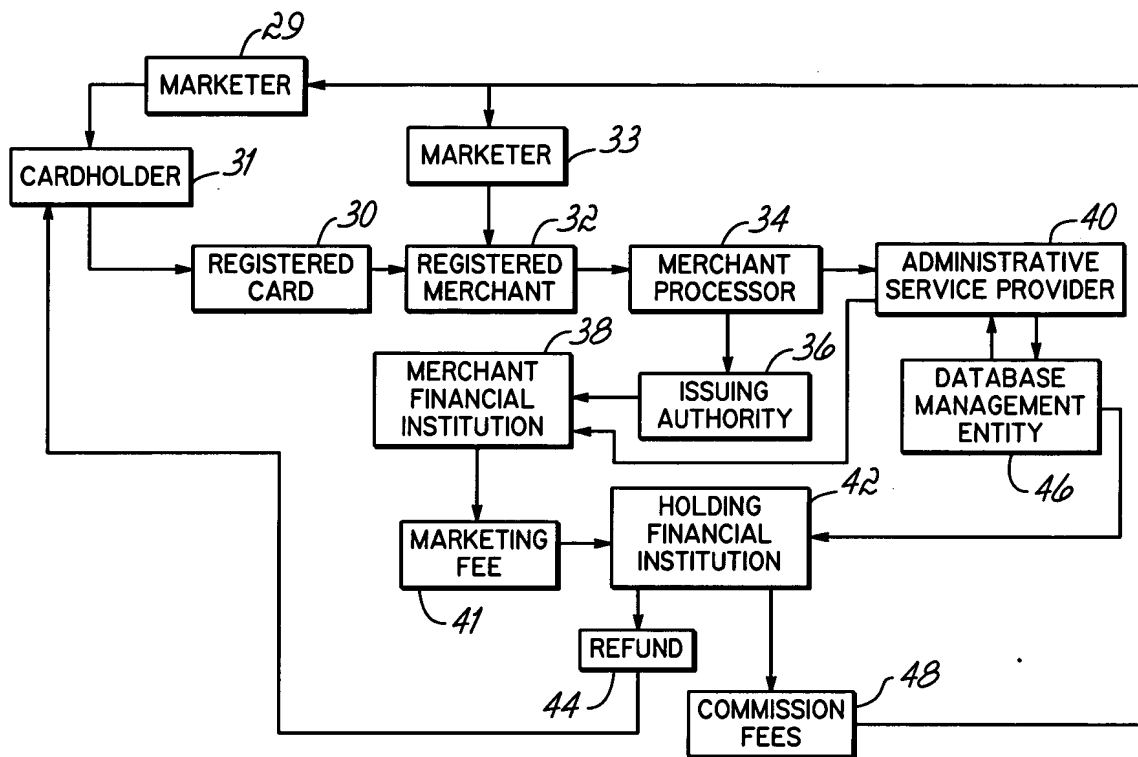 29
MARKETER
33
MARKETER
CARDHOLDER
31
30
REGISTERED
CARD
32
REGISTERED
MERCHANT
34
MERCHANT
PROCESSOR
40
ADMINISTRATIVE
SERVICE PROVIDER
38
MERCHANT
FINANCIAL
INSTITUTION
36
ISSUING
AUTHORITY
DATABASE
MANAGEMENT
ENTITY
46
42
HOLDING
FINANCIAL
INSTITUTION
MARKETING
FEE
41
REFUND
44
48
COMMISSION
FEES